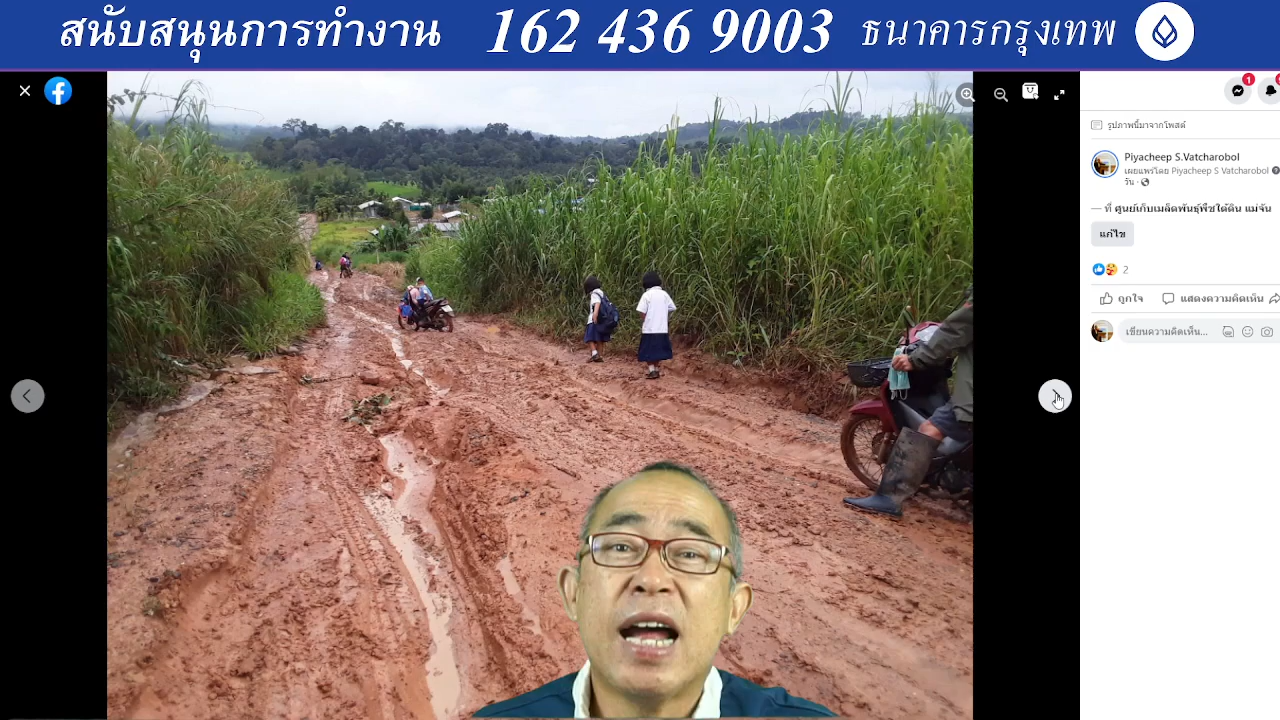 สนับสนุนการทำงาน 162 436 9003 ธนาคารกรุงเทพ
1
รูปภาพนี้มาจากโพสต์
Piyacheep S.Vatcharobol
เผยแพร่โดย Piyacheep S Vatcharobol
วัน ·
— ที่ ศูนย์เก็บเมล็ดพันธุ์พืชใต้ดิน แม่จัน
แก้ไข
2
ถูกใจ แสดงความคิดเห็น
เขียนความคิดเห็น...